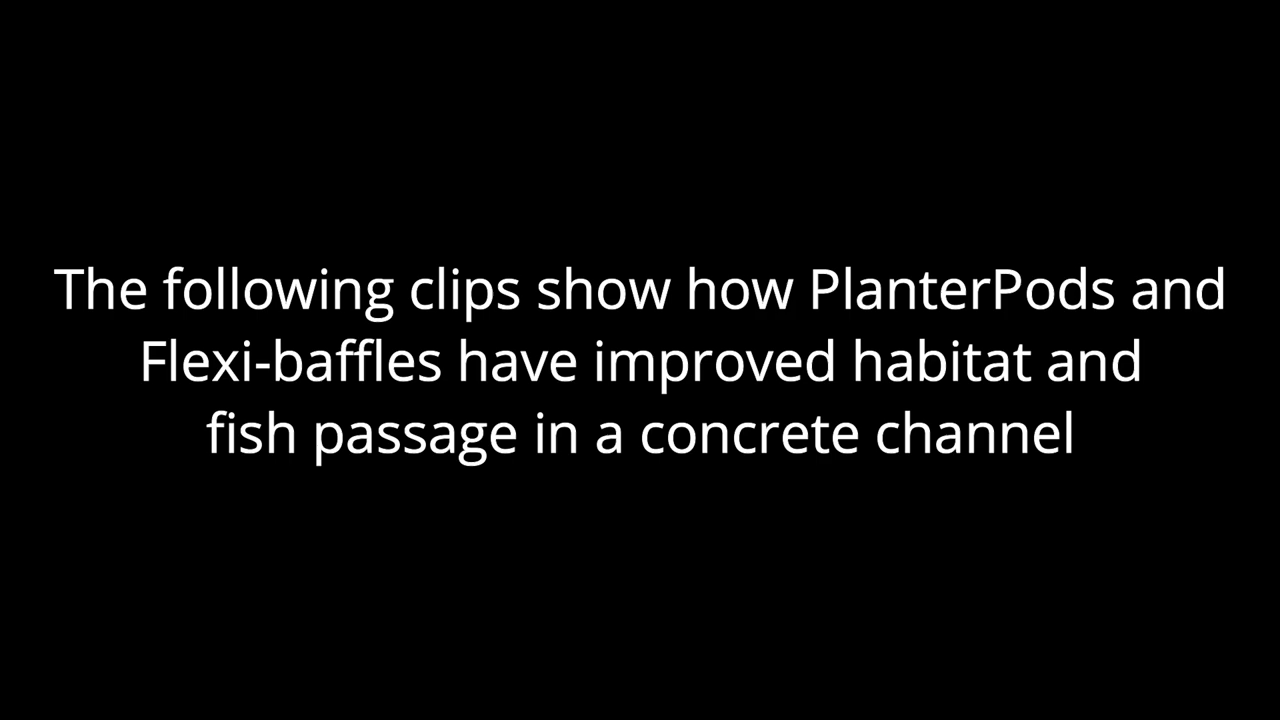 The following clips show how PlanterPods and
Flexi-baffles have improved habitat and
fish passage in a concrete channel